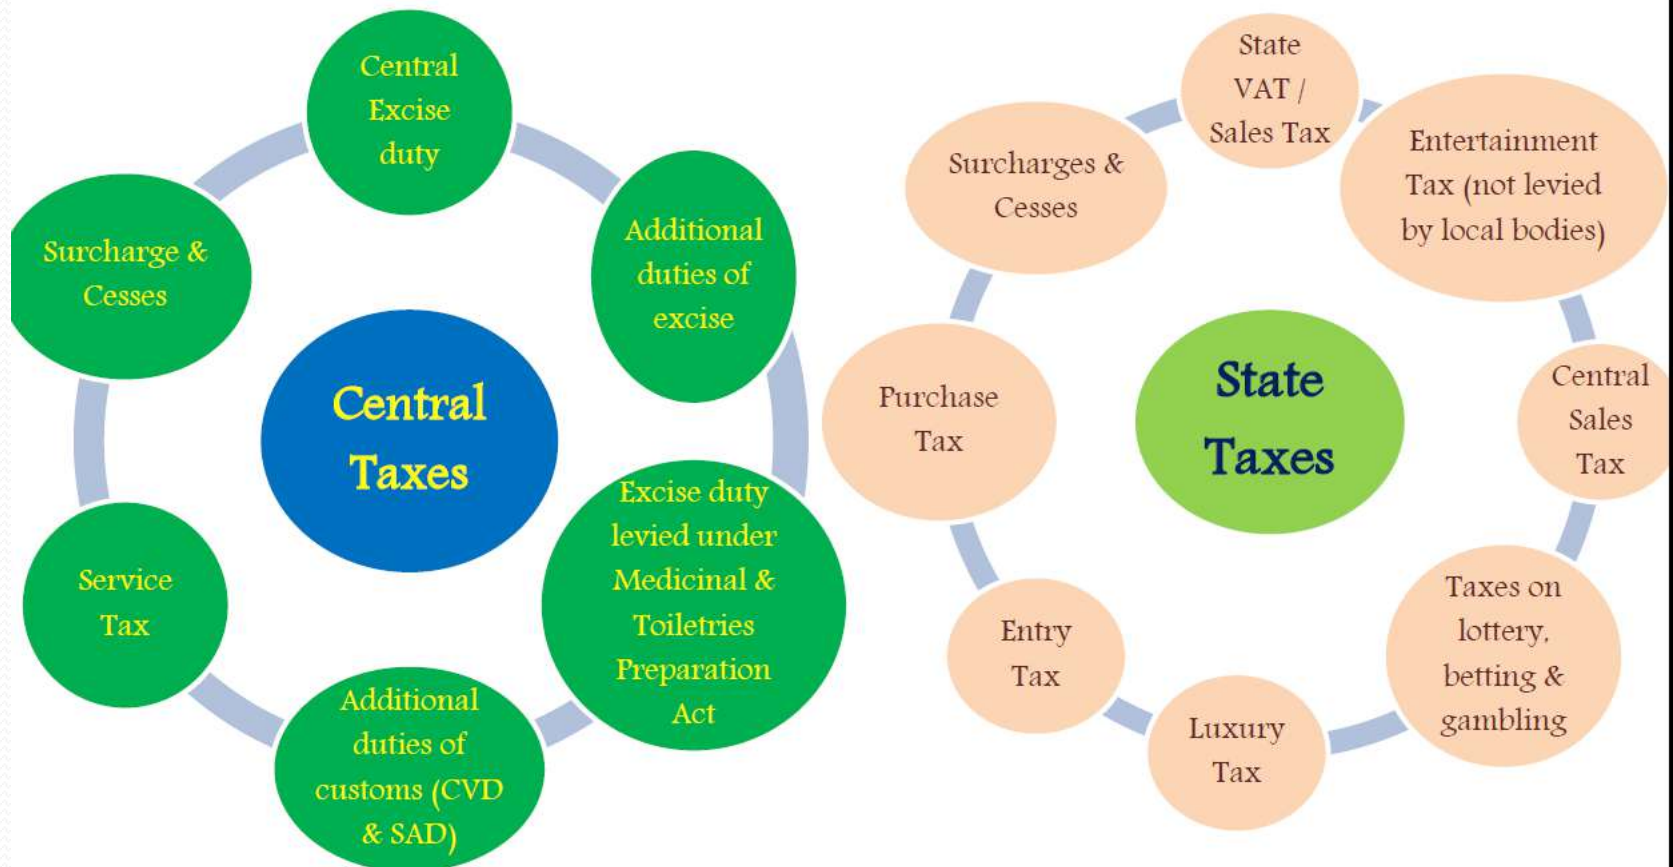 Central
Taxes
Central
Excise
duty
Additional
duties of
excise
Excise duty
levied under
Medicinal &
Toiletries
Preparation
Act
Additional
duties of
customs (CVD
& SAD)
Service
Tax
Surcharge &
Cesses
State
Taxes
State
VAT /
Sales Tax
Entertainment
Tax (not levied
by local bodies)
Central
Sales
Tax
Taxes on
lottery,
betting &
gambling
Luxury
Tax
Entry
Tax
Purchase
Tax
Surcharges &
Cesses